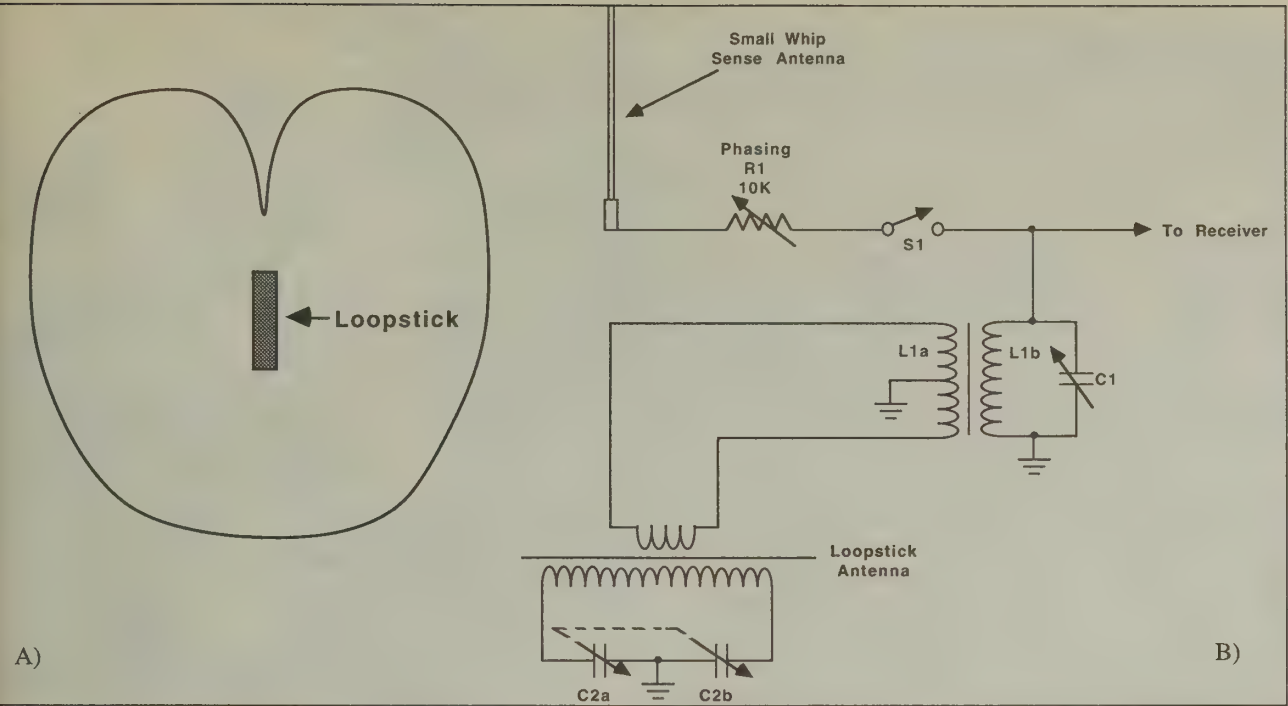 Loopstick
A)
Small Whip
Sense Antenna
Phasing
R1
10K
S1
To Receiver
L1a
L1b
C1
Loopstick
Antenna
C2a
C2b
B)